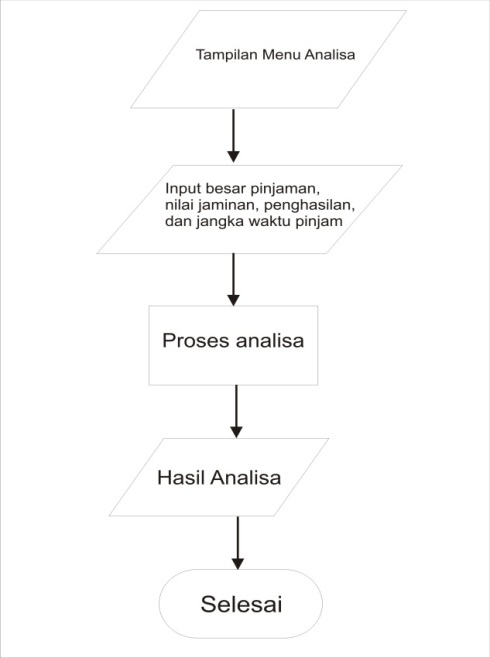 Tampilan Menu Analisa
Input besar pinjaman,
nilai jaminan, penghasilan,
dan jangka waktu pinjam
Proses analisa
Hasil Analisa
Selesai